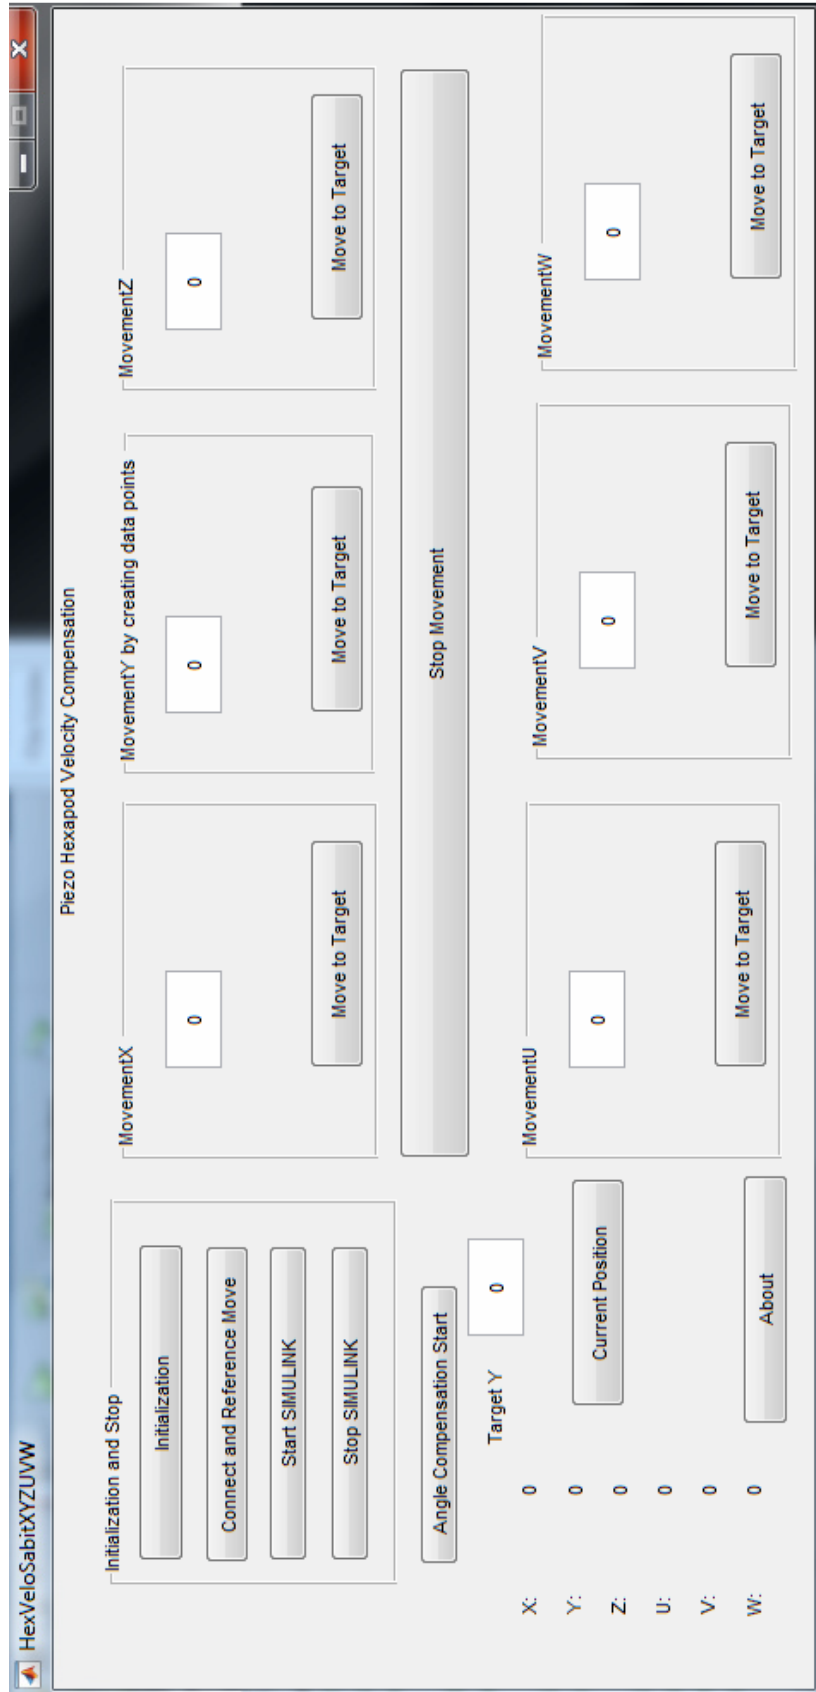 HexVeloSabitXYZUVW
Piezo Hexapod Velocity Compensation
Initialization and Stop
Initialization
Connect and Reference Move
Start SIMULINK
Stop SIMULINK
MovementX
0
Move to Target
MovementY by creating data points
0
Move to Target
MovementZ
0
Move to Target
Angle Compensation Start
Stop Movement
Target Y
0
X: 0
Y: 0
Z: 0
U: 0
V: 0
W: 0
Current Position
About
MovementU
0
Move to Target
MovementV
0
Move to Target
MovementW
0
Move to Target